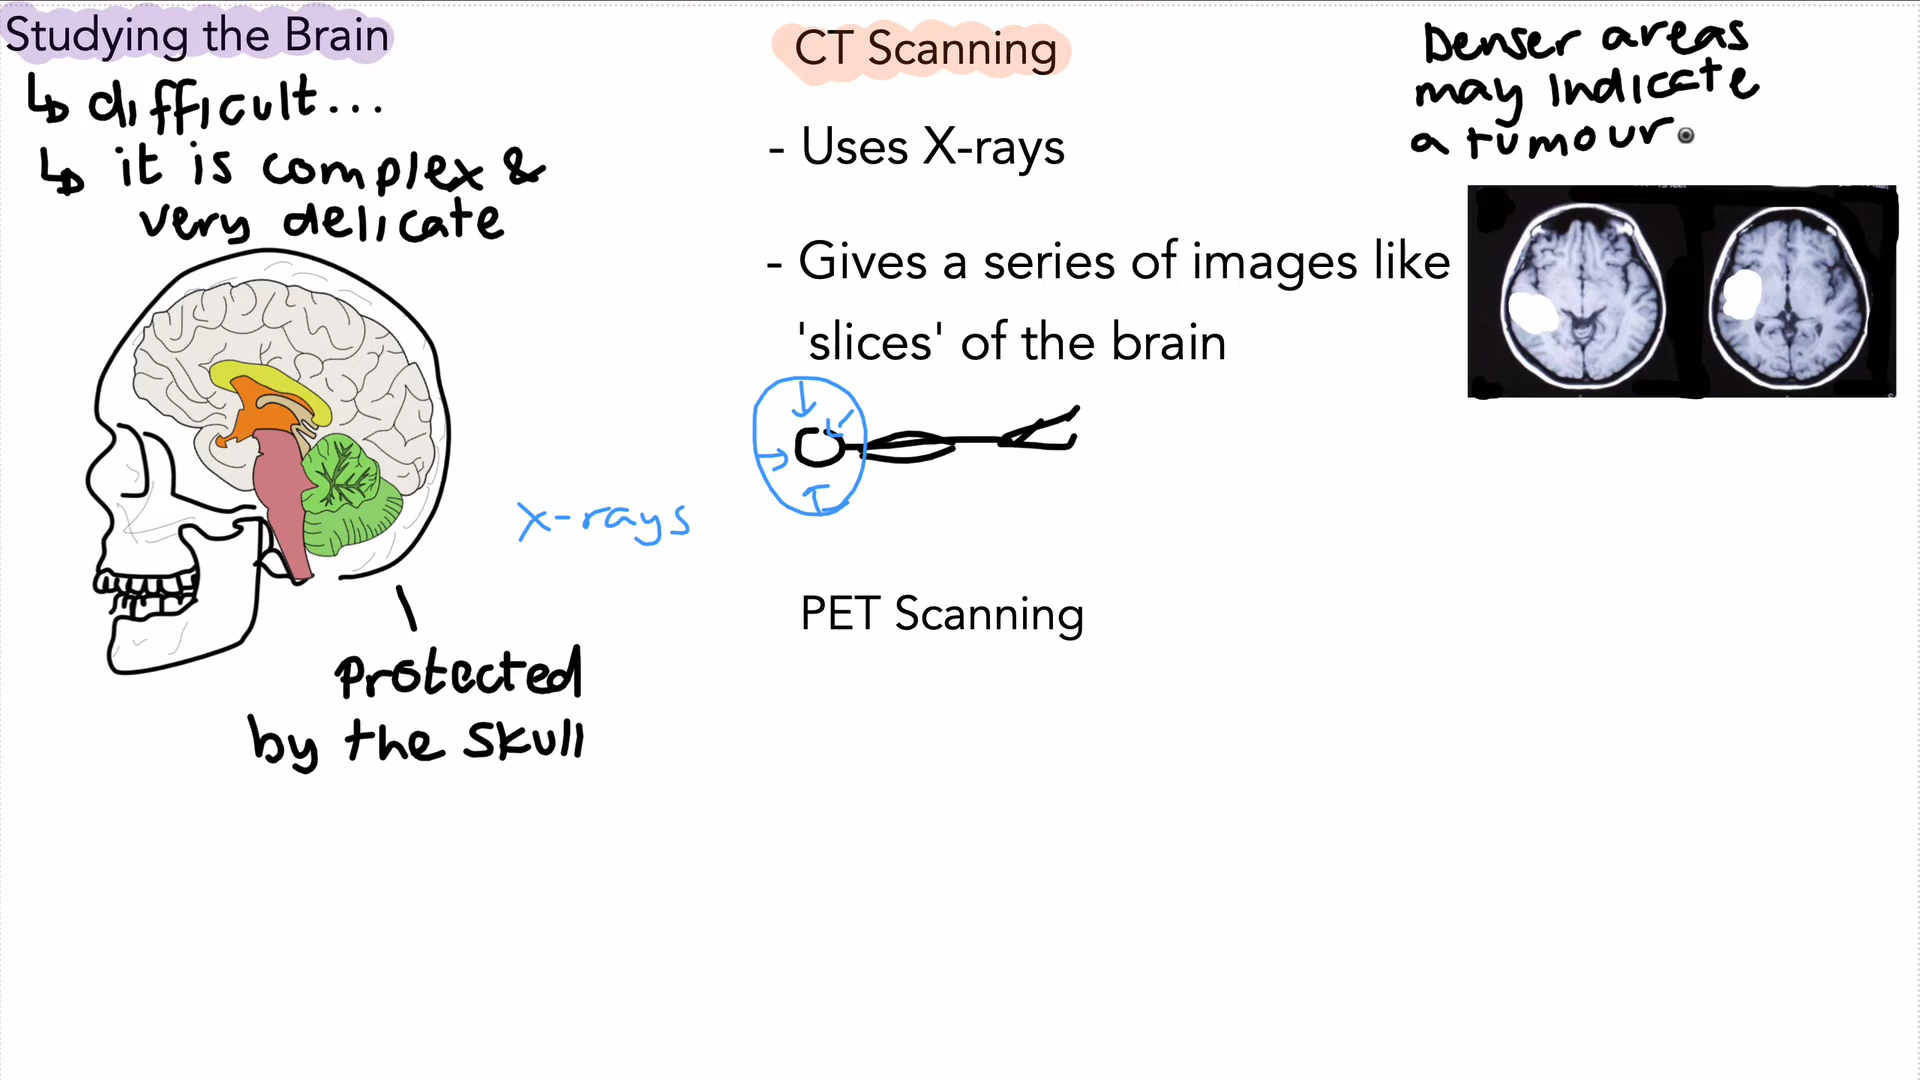 Studying the Brain
↳ difficult...
↳ it is complex &
very delicate
Protected
by the skull
CT Scanning
- Uses X-rays
- Gives a series of images like
'slices' of the brain
x-rays
PET Scanning
Denser areas
may indicate
a tumour